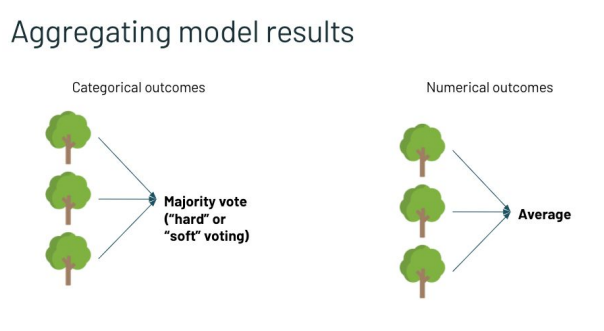 Aggregating model results
Categorical outcomes
Majority vote
(“hard” or
“soft” voting)
Numerical outcomes
Average